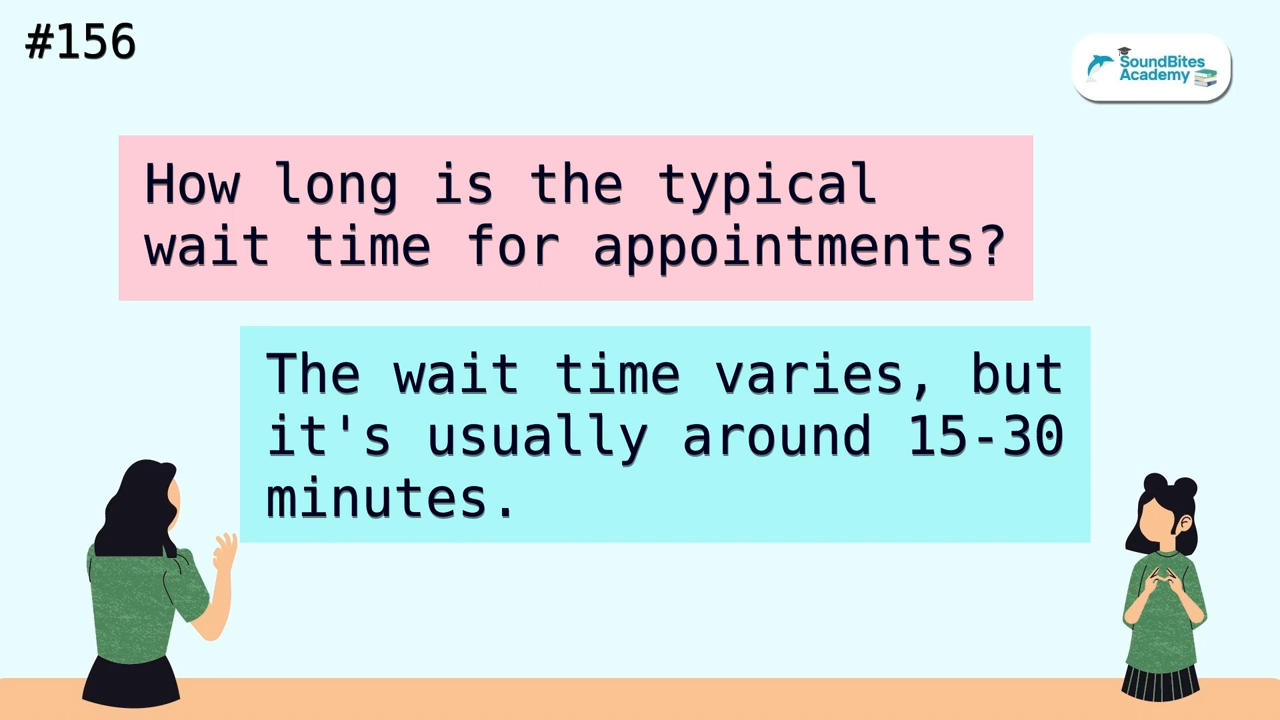 #156
SoundBites
Academy
How long is the typical
wait time for appointments?
The wait time varies, but
it's usually around 15-30
minutes.